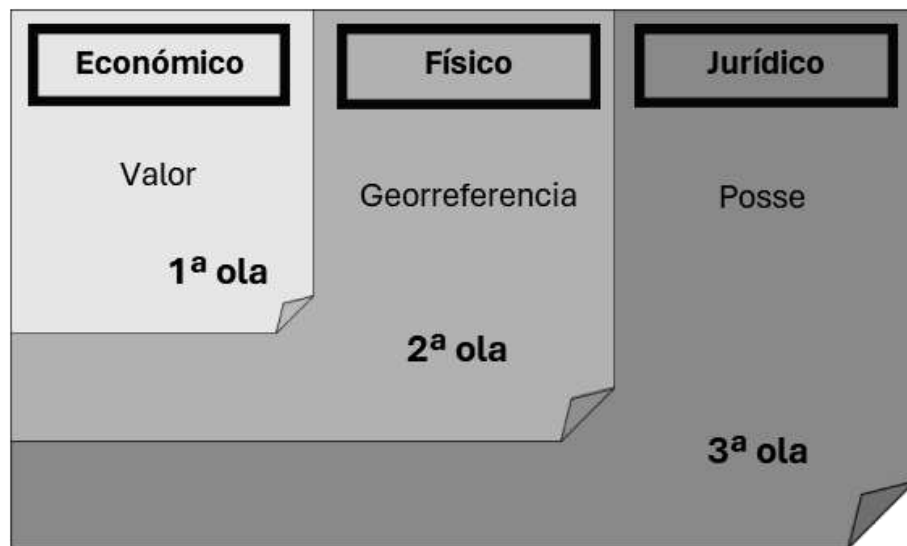 Económico
Físico
Jurídico
Valor
Georreferencia
Posse
1ª ola
2ª ola
3ª ola